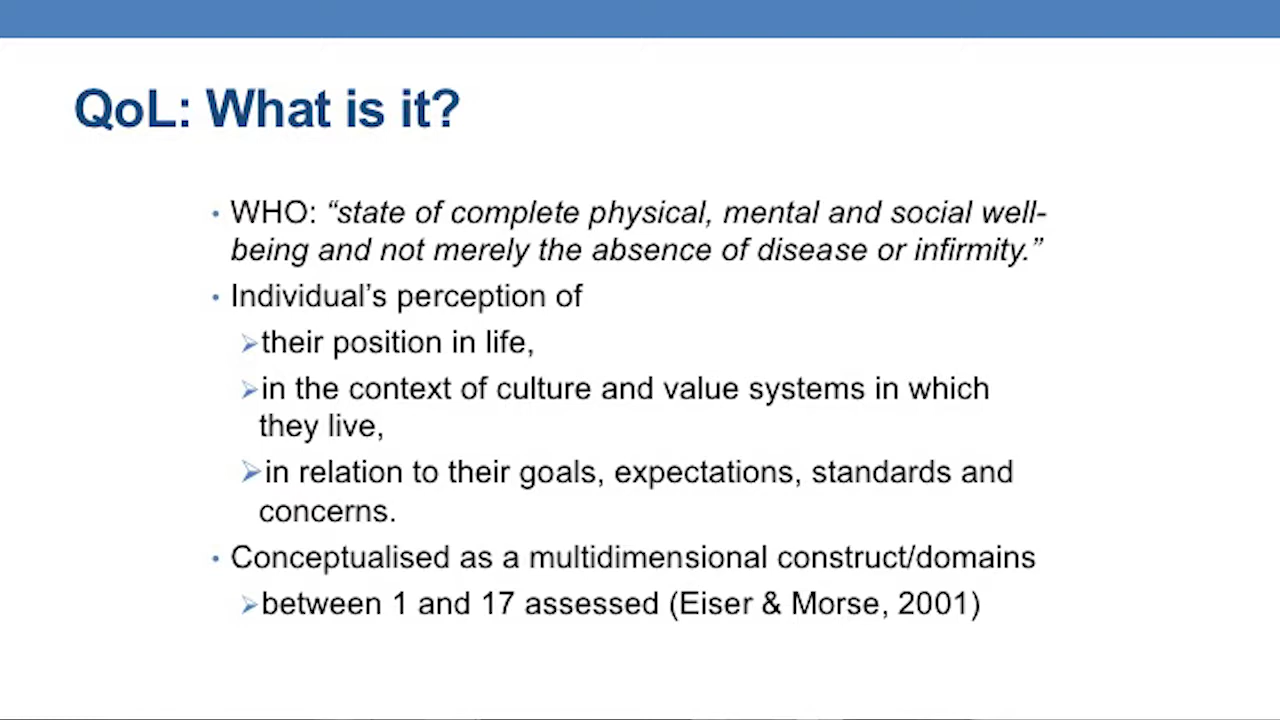 QoL: What is it?
• WHO: “state of complete physical, mental and social well-
being and not merely the absence of disease or infirmity.”
• Individual’s perception of
➢their position in life,
➢in the context of culture and value systems in which
they live,
➢in relation to their goals, expectations, standards and
concerns.
• Conceptualised as a multidimensional construct/domains
➢between 1 and 17 assessed (Eiser & Morse, 2001)